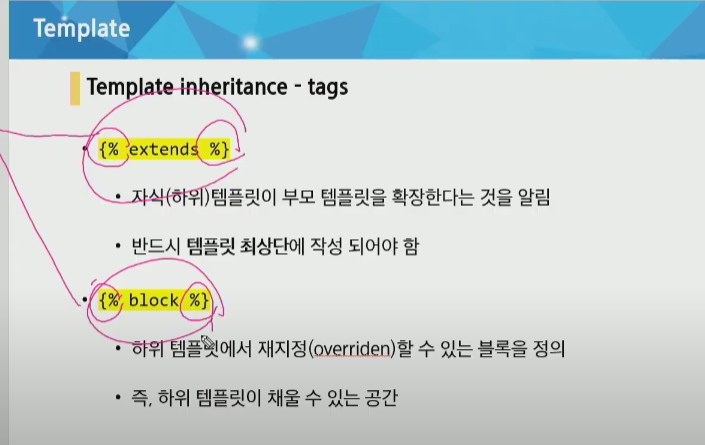 Template
Template inheritance - tags
• {% extends %}
• 자식(하위)템플릿이 부모 템플릿을 확장한다는 것을 알림
• 반드시 템플릿 최상단에 작성 되어야 함
• {% block %}
• 하위 템플릿에서 재지정(overriden)할 수 있는 블록을 정의
• 즉, 하위 템플릿이 채울 수 있는 공간